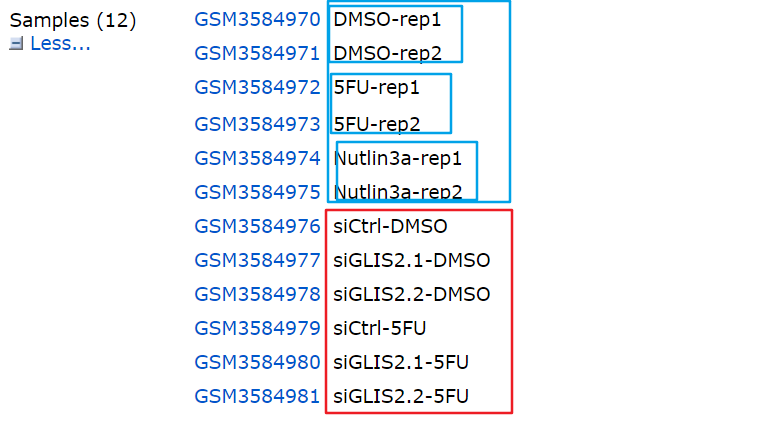 Samples (12)
Less...
GSM3584970 DMSO-rep1
GSM3584971 DMSO-rep2
GSM3584972 5FU-rep1
GSM3584973 5FU-rep2
GSM3584974 Nutlin3a-rep1
GSM3584975 Nutlin3a-rep2
GSM3584976 siCtrl-DMSO
GSM3584977 siGLIS2.1-DMSO
GSM3584978 siGLIS2.2-DMSO
GSM3584979 siCtrl-5FU
GSM3584980 siGLIS2.1-5FU
GSM3584981 siGLIS2.2-5FU